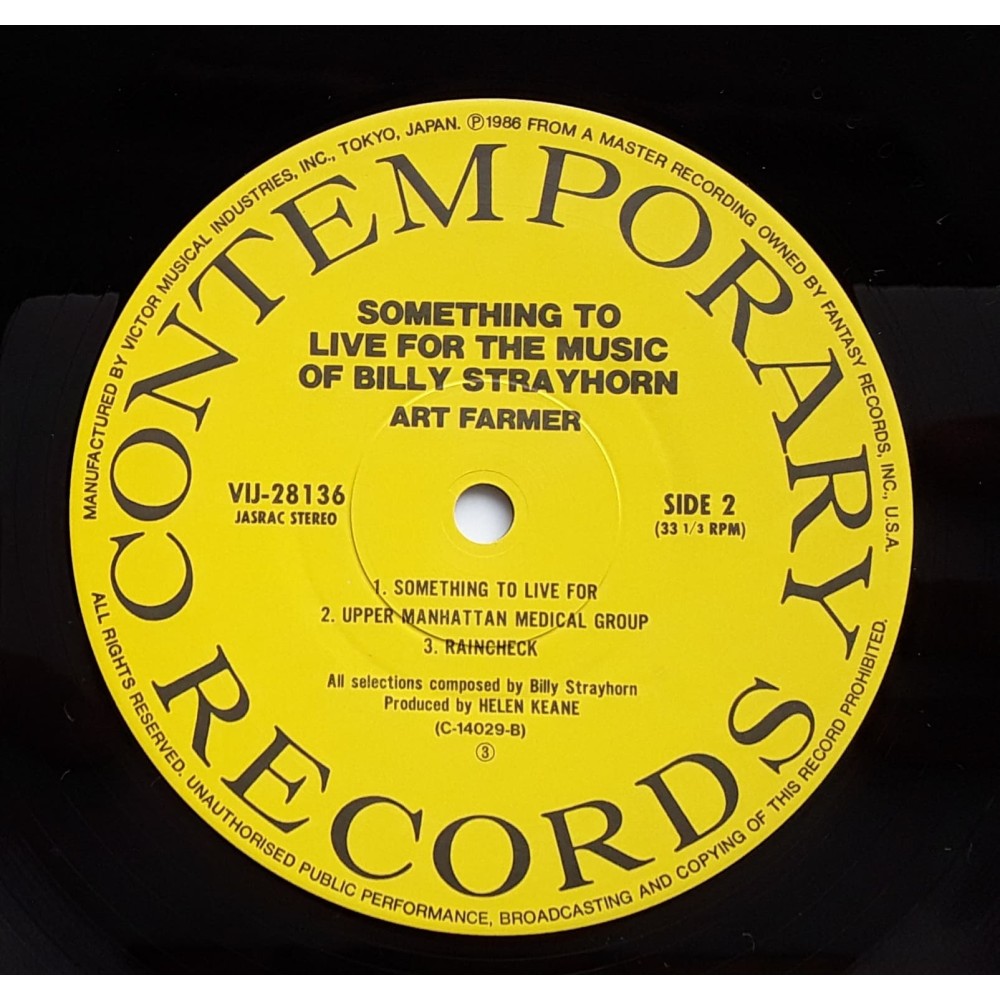 MANUFACTURED BY VICTOR MUSICAL INDUSTRIES, INC., TOKYO, JAPAN. Ⓟ1986 FROM A MASTER RECORDING OWNED BY FANTASY RECORDS, INC., U.S.A.
CONTEMPORARY
SOMETHING TO
LIVE FOR THE MUSIC
OF BILLY STRAYHORN
ART FARMER
VIJ-28136
JASRAC STEREO
SIDE 2
(33 1/3 RPM)
1. SOMETHING TO LIVE FOR
2. UPPER MANHATTAN MEDICAL GROUP
3. RAINCHECK
All selections composed by Billy Strayhorn
Produced by HELEN KEANE
(C-14029-B)
③
RECORDS
ALL RIGHTS RESERVED. UNAUTHORISED PUBLIC PERFORMANCE, BROADCASTING AND COPYING OF THIS RECORD PROHIBITED.